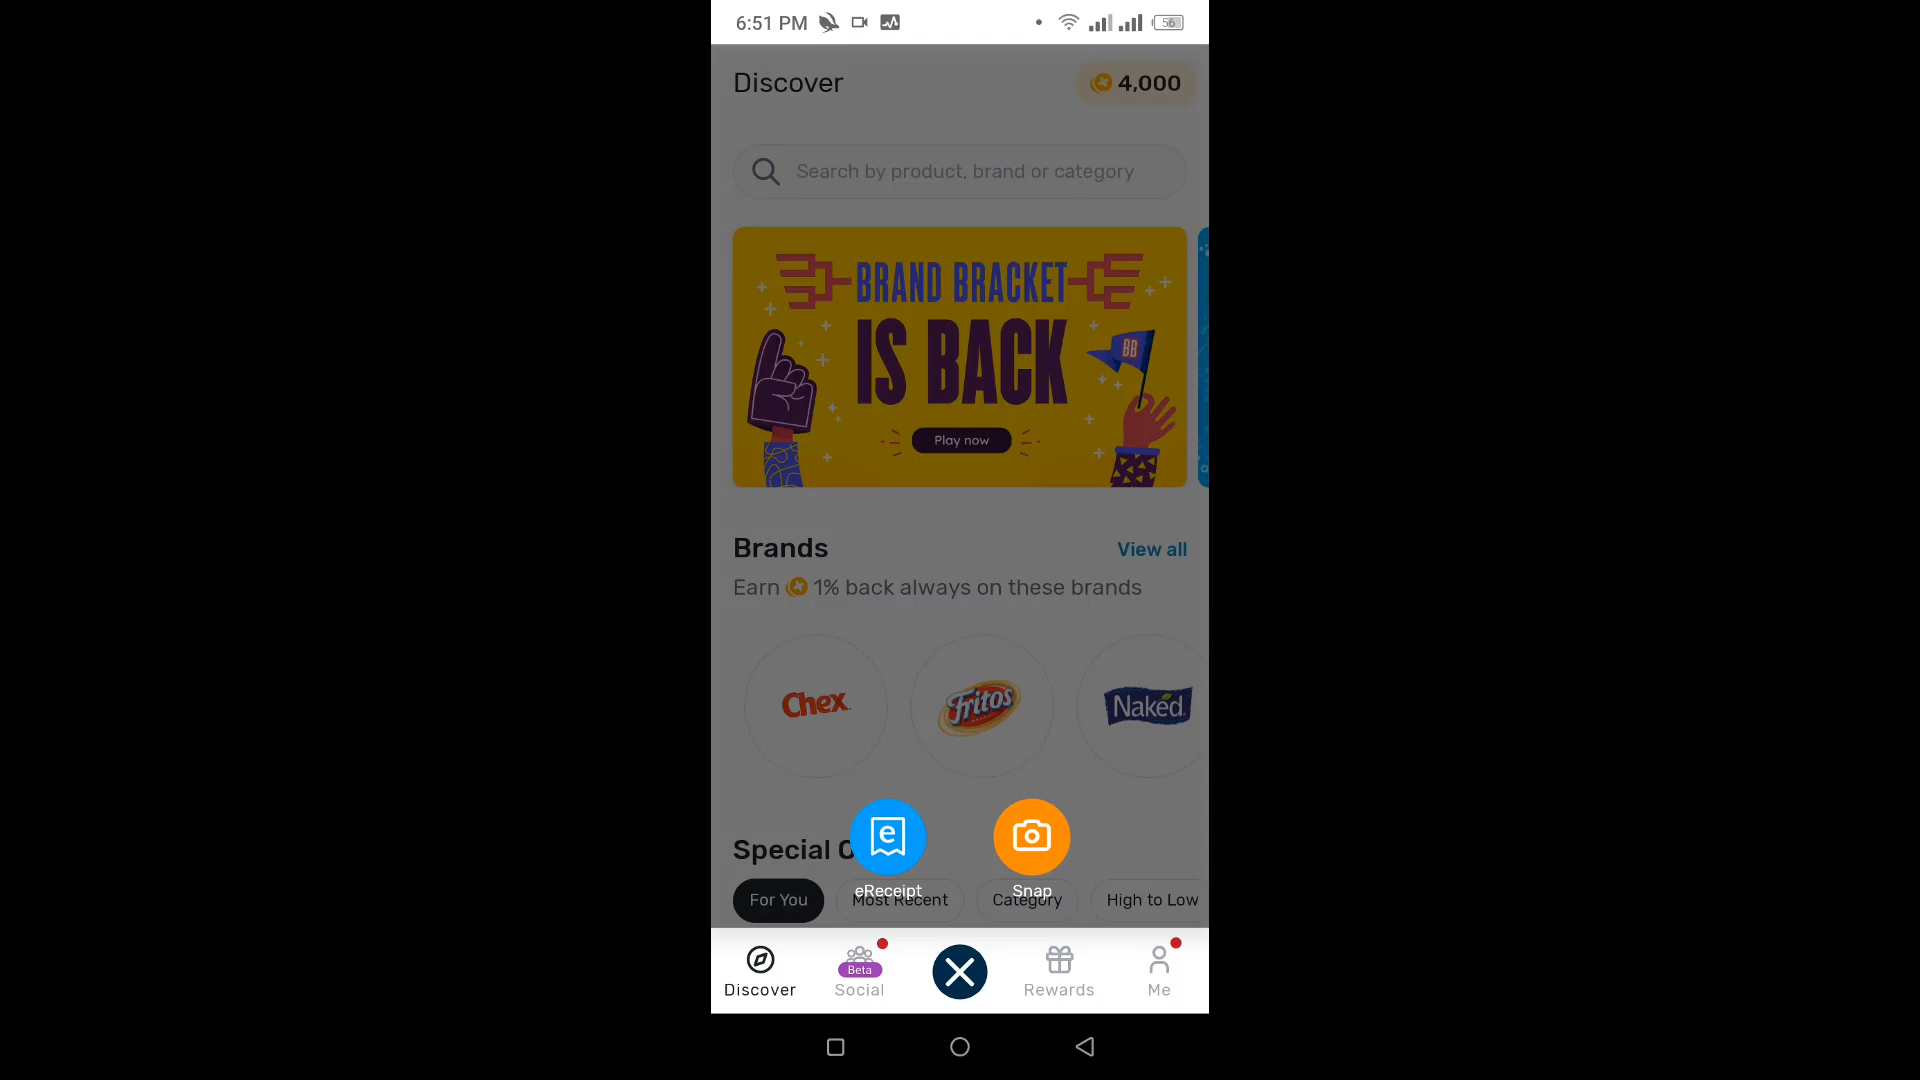 6:51 PM
56
Discover
4,000
Search by product, brand or category
BRAND BRACKET
IS BACK
BB
Play now
Brands
View all
Earn 1% back always on these brands
Chex
Fritos
Naked
Special O
e
eReceipt
Snap
For You
Most Recent
Category
High to Low
Discover
Beta
Social
Rewards
Me